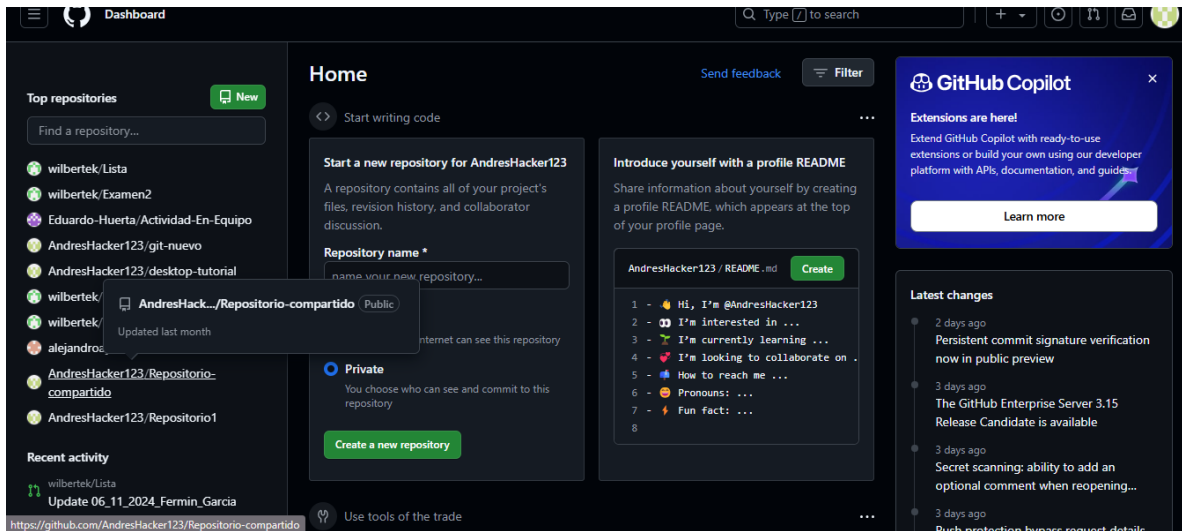 Dashboard
Type / to search
Top repositories
New
Find a repository...
wilbertek/Lista
wilbertek/Examen2
Eduardo-Huerta/Actividad-En-Equipo
AndresHacker123/git-nuevo
AndresHacker123/desktop-tutorial
wilbertek/
wilbertek/
alejandroa
AndresHack.../Repositorio-compartido Public
Updated last month
AndresHacker123/Repositorio-
compartido
AndresHacker123/Repositorio1
Recent activity
wilbertek/Lista
Update 06_11_2024_Fermin_Garcia
https://github.com/AndresHacker123/Repositorio-compartido
Home
Send feedback
Filter
Start writing code
Start a new repository for AndresHacker123
A repository contains all of your project's
files, revision history, and collaborator
discussion.
Repository name *
name your new repository...
nternet can see this repository
Private
You choose who can see and commit to this
repository
Create a new repository
Introduce yourself with a profile README
Share information about yourself by creating
a profile README, which appears at the top
of your profile page.
AndresHacker123 / README.md
Create
1 - 👋 Hi, I'm @AndresHacker123
2 - 👀 I'm interested in ...
3 - 🌱 I'm currently learning ...
4 - 💞️ I'm looking to collaborate on .
5 - 📫 How to reach me ...
6 - 😄 Pronouns: ...
7 - ⚡ Fun fact: ...
8
Use tools of the trade
GitHub Copilot
Extensions are here!
Extend GitHub Copilot with ready-to-use
extensions or build your own using our developer
platform with APIs, documentation, and guides.
Learn more
Latest changes
2 days ago
Persistent commit signature verification
now in public preview
3 days ago
The GitHub Enterprise Server 3.15
Release Candidate is available
3 days ago
Secret scanning: ability to add an
optional comment when reopening...
3 days ago
Push protection bypass request details